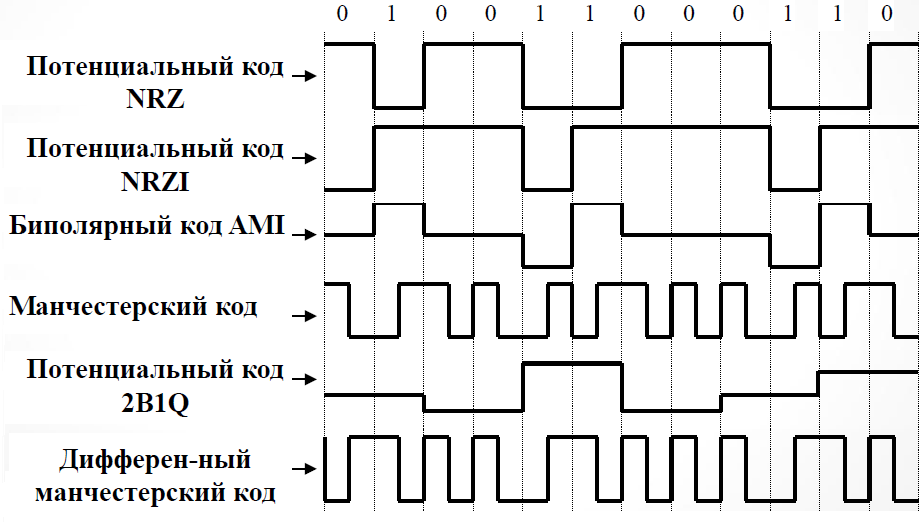 0 1 0 0 1 1 0 0 0 1 1 0
Потенциальный код
NRZ
Потенциальный код
NRZI
Биполярный код AMI
Манчестерский код
Потенциальный код
2B1Q
Дифферен-ный
манчестерский код